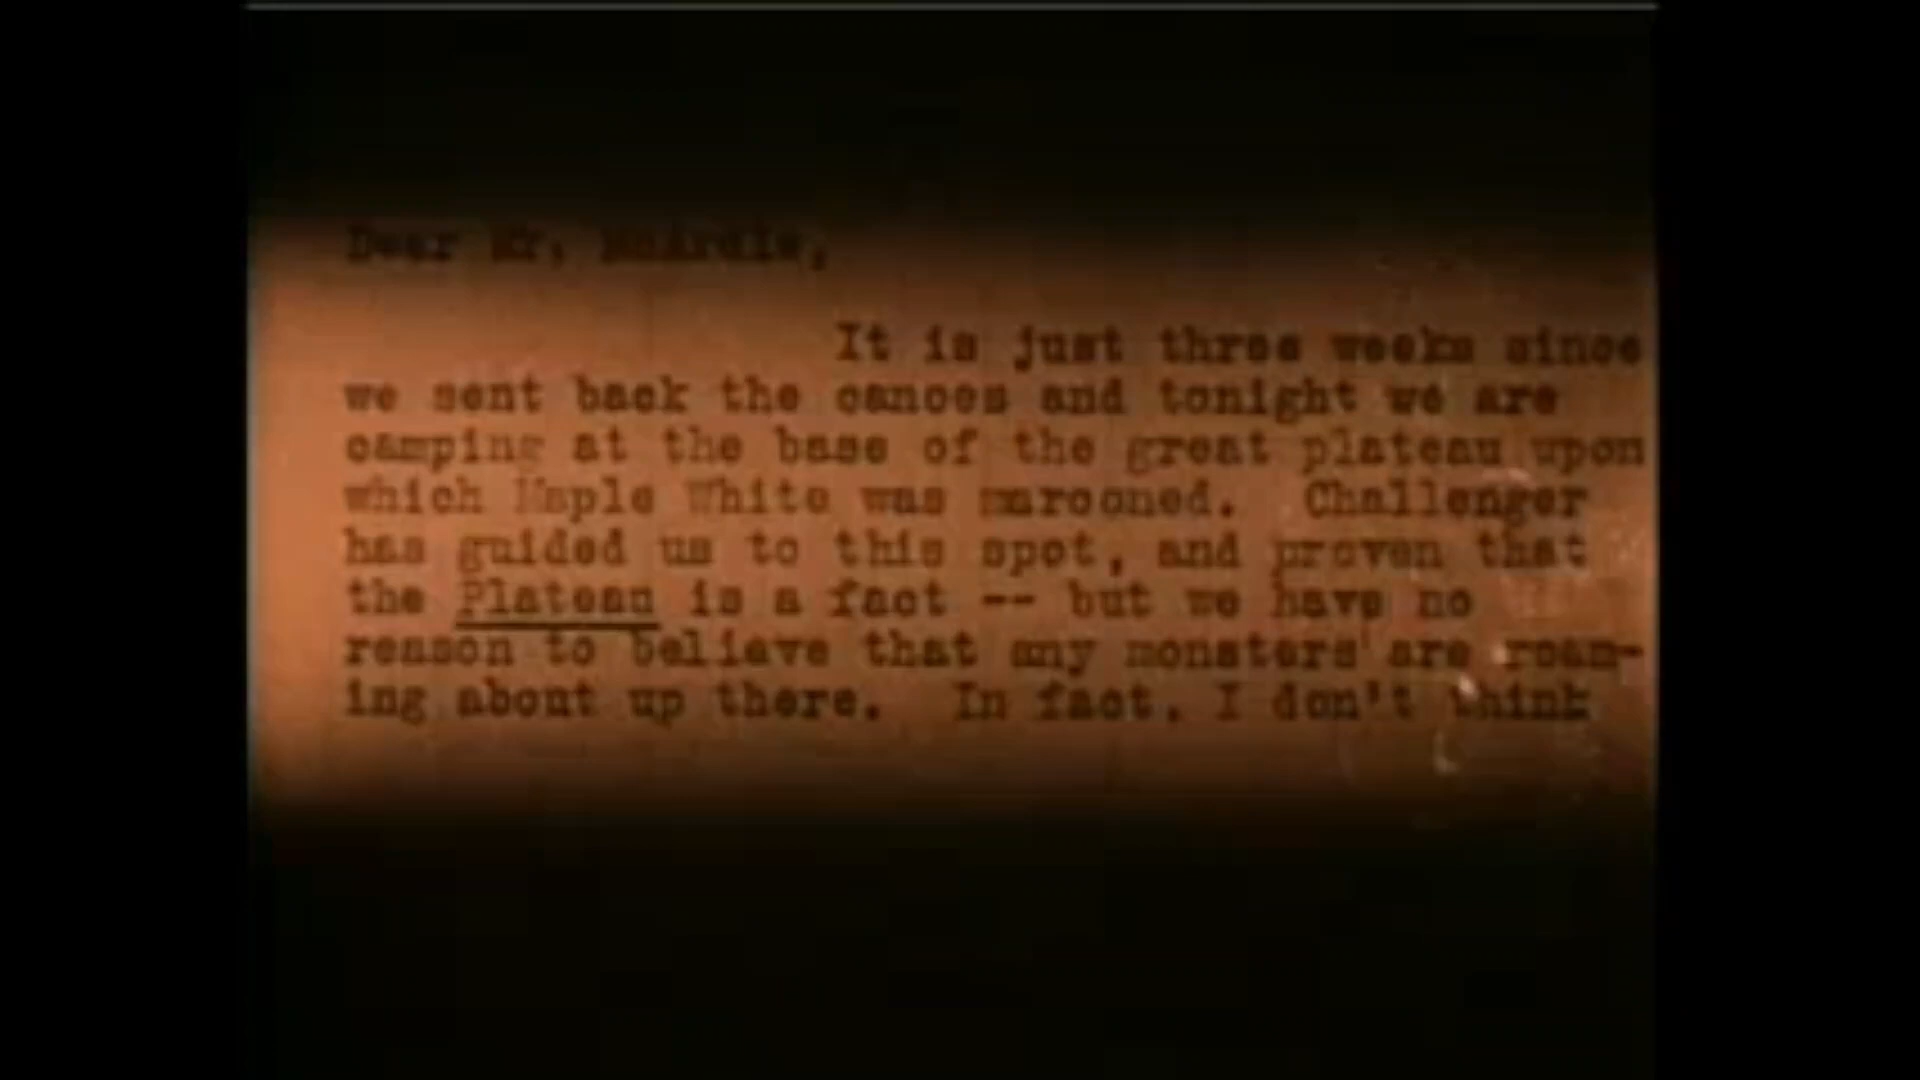 Dear Mr. McArdle,
It is just three weeks since
we sent back the canoes and tonight we are
camping at the base of the great plateau upon
which Maple White was marooned. Challenger
has guided us to this spot, and proven that
the Plateau is a fact -- but we have no
reason to believe that any monsters are roam-
ing about up there. In fact, I don't think